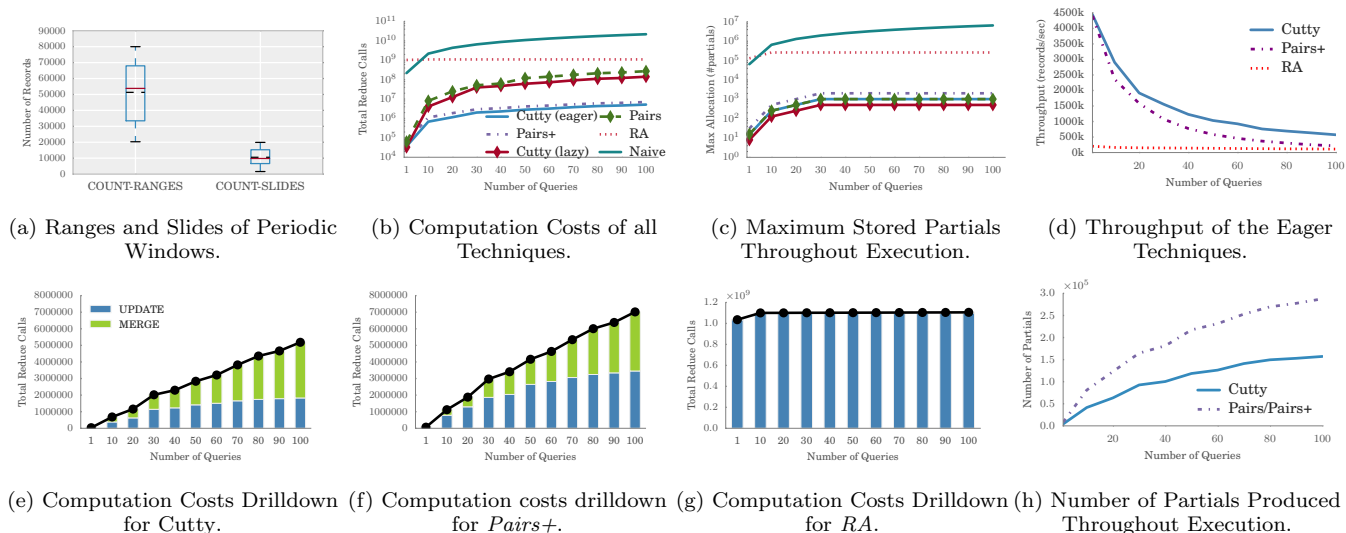 90000
80000
70000
60000
50000
40000
30000
20000
10000
0
Number of Records
COUNT-RANGES COUNT-SLIDES
(a) Ranges and Slides of Periodic
Windows.
10^11
10^10
10^9
10^8
10^7
10^6
10^5
10^4
Total Reduce Calls
Cutty (eager)
Pairs+
Cutty (lazy)
Pairs
RA
Naive
1 10 20 30 40 50 60 70 80 90 100
Number of Queries
(b) Computation Costs of all
Techniques.
10^7
10^6
10^5
10^4
10^3
10^2
10^1
10^0
Max Allocation (#partials)
1 10 20 30 40 50 60 70 80 90 100
Number of Queries
(c) Maximum Stored Partials
Throughout Execution.
4500k
4000k
3500k
3000k
2500k
2000k
1500k
1000k
500k
0k
Throughput (records/sec)
Cutty
Pairs+
RA
20 40 60 80 100
Number of Queries
(d) Throughput of the Eager
Techniques.
8000000
7000000
6000000
5000000
4000000
3000000
2000000
1000000
0
Total Reduce Calls
UPDATE
MERGE
1 10 20 30 40 50 60 70 80 90 100
Number of Queries
(e) Computation Costs Drilldown
for Cutty.
8000000
7000000
6000000
5000000
4000000
3000000
2000000
1000000
0
Total Reduce Calls
1 10 20 30 40 50 60 70 80 90 100
Number of Queries
(f) Computation costs drilldown
for Pairs+.
×10^9
1.2
1.0
0.8
0.6
0.4
0.2
0.0
Total Reduce Calls
1 10 20 30 40 50 60 70 80 90 100
Number of Queries
(g) Computation Costs Drilldown
for RA.
×10^5
3.0
2.5
2.0
1.5
1.0
0.5
0.0
Number of Partials
Cutty
Pairs/Pairs+
20 40 60 80 100
Number of Queries
(h) Number of Partials Produced
Throughout Execution.